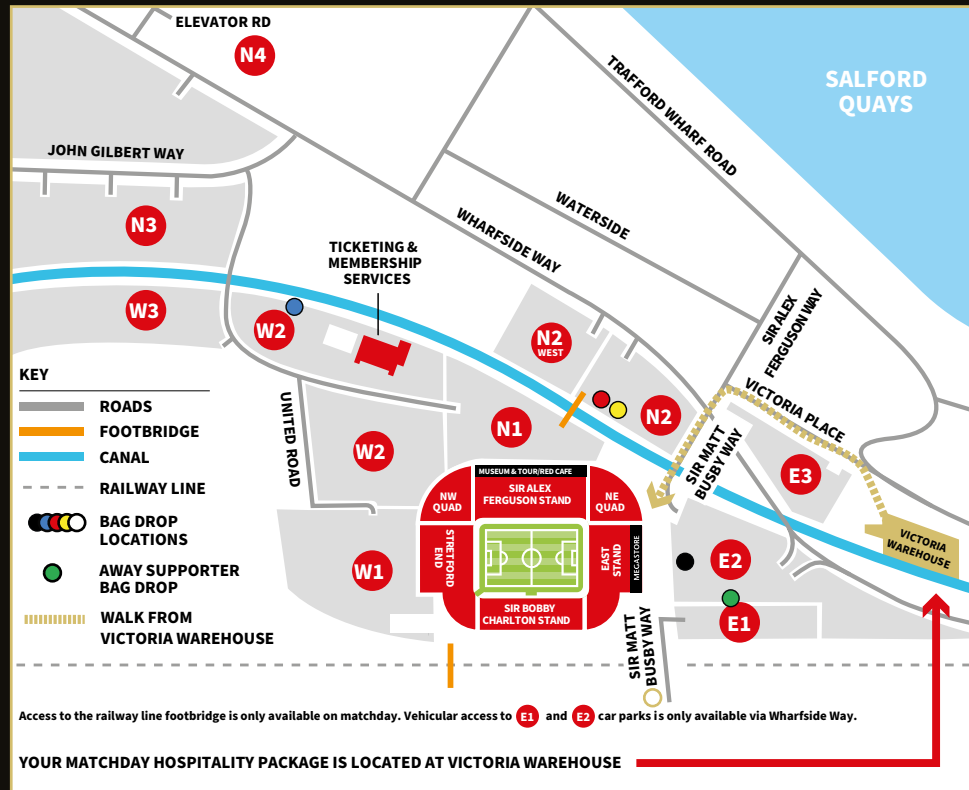 ELEVATOR RD
N4
SALFORD
QUAYS
TRAFFORD WHARF ROAD
JOHN GILBERT WAY
WATERSIDE
WHARFSIDE WAY
N3
TICKETING &
MEMBERSHIP
SERVICES
SIR ALEX
FERGUSON WAY
W3
W2
N2
WEST
KEY
ROADS
FOOTBRIDGE
CANAL
RAILWAY LINE
BAG DROP
LOCATIONS
AWAY SUPPORTER
BAG DROP
WALK FROM
VICTORIA WAREHOUSE
UNITED ROAD
VICTORIA PLACE
N1
N2
W2
SIR MATT
BUSBY WAY
E3
MUSEUM & TOUR/RED CAFE
NW
QUAD
SIR ALEX
FERGUSON STAND
NE
QUAD
STRETFORD
END
EAST
STAND
MEGASTORE
SIR BOBBY
CHARLTON STAND
W1
VICTORIA
WAREHOUSE
E2
E1
SIR MATT
BUSBY WAY
Access to the railway line footbridge is only available on matchday. Vehicular access to E1 and E2 car parks is only available via Wharfside Way.
YOUR MATCHDAY HOSPITALITY PACKAGE IS LOCATED AT VICTORIA WAREHOUSE